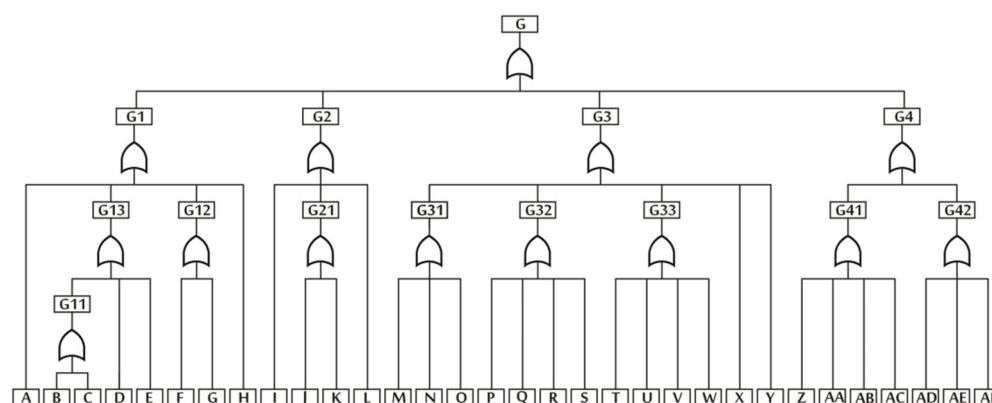 G
G1 G2 G3 G4
G13 G12 G21 G31 G32 G33 G41 G42
G11
A B C D E F G H I J K L M N O P Q R S T U V W X Y Z AA AB AC AD AE